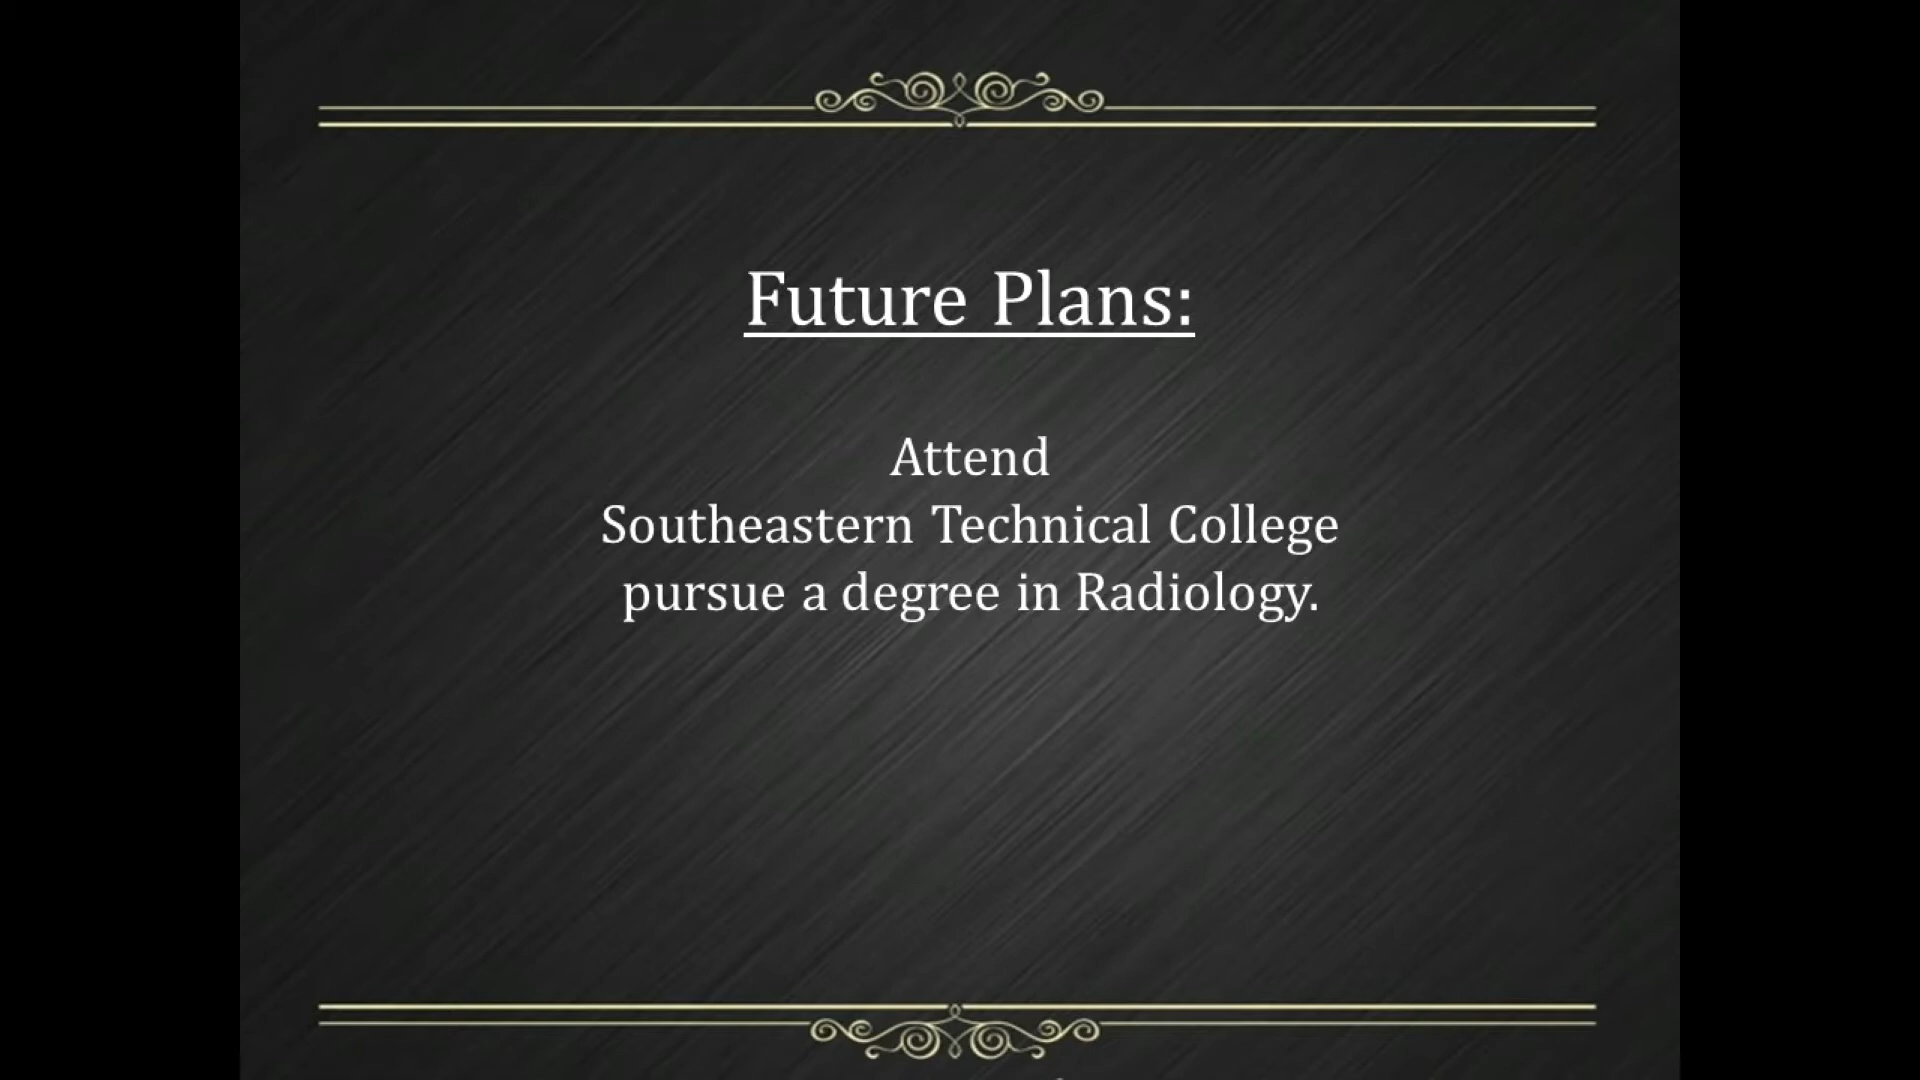 Future Plans:
Attend
Southeastern Technical College
pursue a degree in Radiology.